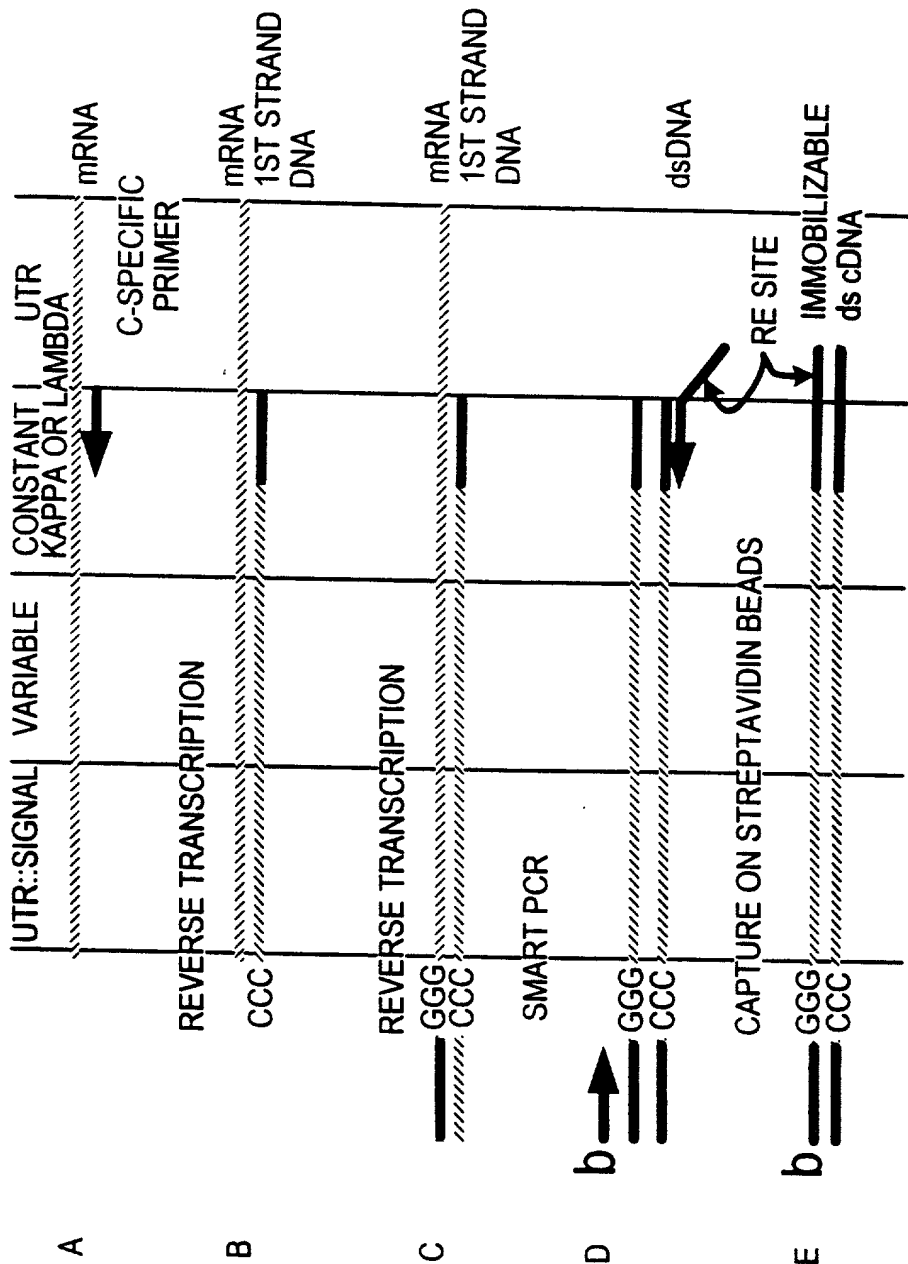 UTR::SIGNAL VARIABLE CONSTANT UTR
KAPPA OR LAMBDA
A mRNA
C-SPECIFIC
PRIMER
REVERSE TRANSCRIPTION
B CCC mRNA
1ST STRAND
DNA
REVERSE TRANSCRIPTION
C GGG mRNA
CCC 1ST STRAND
DNA
SMART PCR
D b GGG dsDNA
CCC
RE SITE
CAPTURE ON STREPTAVIDIN BEADS
E b GGG IMMOBILIZABLE
CCC ds cDNA